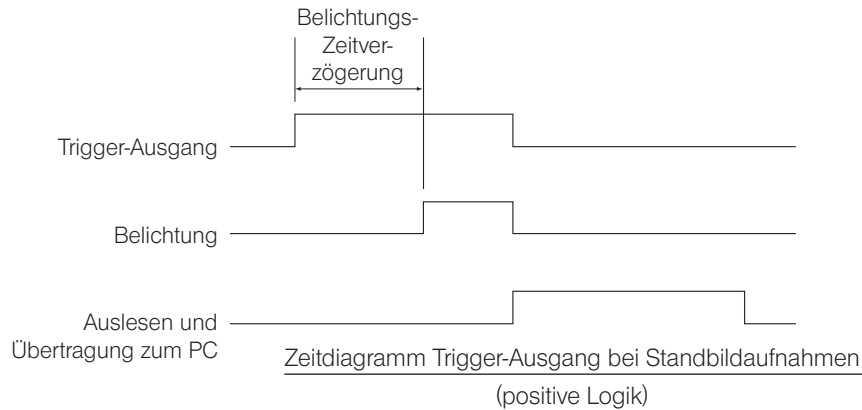 Belichtungs-
Zeitver-
zögerung
Trigger-Ausgang
Belichtung
Auslesen und
Übertragung zum PC
Zeitdiagramm Trigger-Ausgang bei Standbildaufnahmen
(positive Logik)